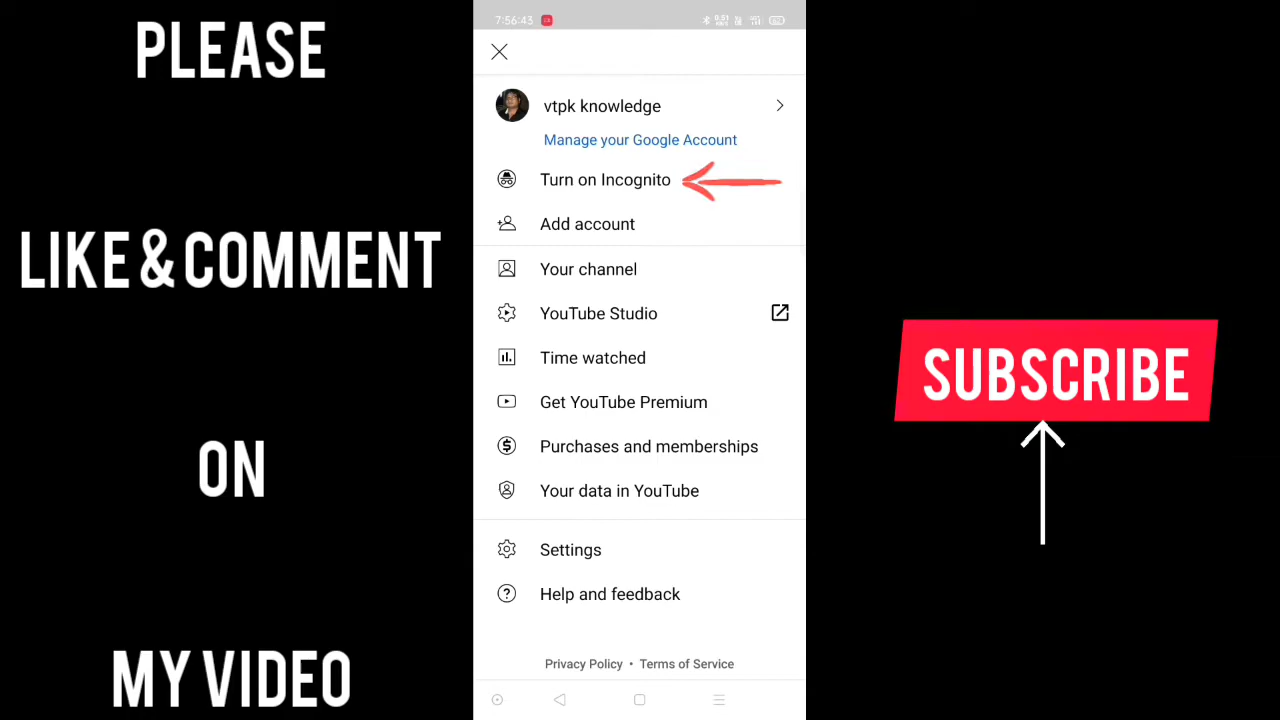 PLEASE
LIKE & COMMENT
ON
MY VIDEO
7:56:43
vtpk knowledge
Manage your Google Account
Turn on Incognito
Add account
Your channel
YouTube Studio
Time watched
Get YouTube Premium
Purchases and memberships
Your data in YouTube
Settings
Help and feedback
Privacy Policy • Terms of Service
SUBSCRIBE